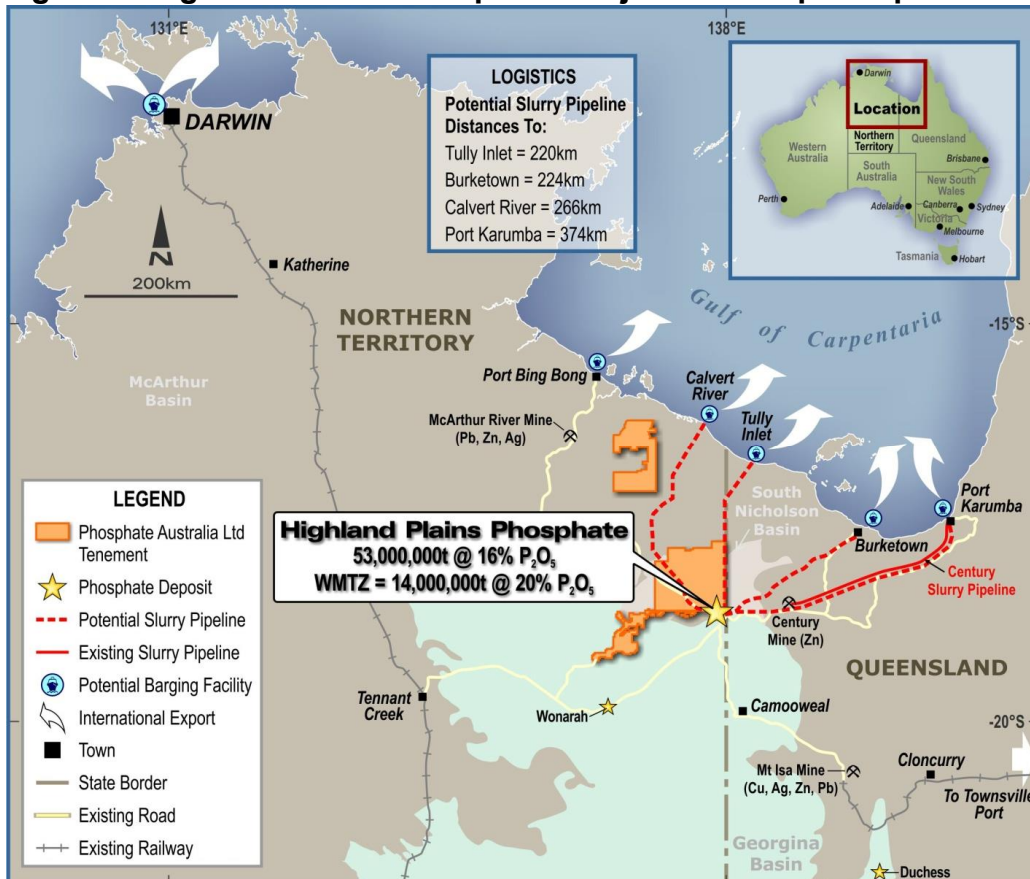 131°E
138°E
DARWIN
LOGISTICS
Potential Slurry Pipeline
Distances To:
Tully Inlet = 220km
Burketown = 224km
Calvert River = 266km
Port Karumba = 374km
Darwin
Location
Northern
Territory
Western
Australia
Queensland
South
Australia
Brisbane
New South
Wales
Perth
Adelaide
Canberra
Sydney
Victoria
Melbourne
Tasmania
Hobart
N
200km
Katherine
NORTHERN
TERRITORY
Gulf of Carpentaria
-15°S
McArthur
Basin
Port Bing Bong
Calvert
River
Tully
Inlet
McArthur River Mine
(Pb, Zn, Ag)
South
Nicholson
Basin
Port
Karumba
Burketown
Century
Slurry Pipeline
Highland Plains Phosphate
53,000,000t @ 16% P₂O₅
WMTZ = 14,000,000t @ 20% P₂O₅
Century
Mine (Zn)
QUEENSLAND
LEGEND
Phosphate Australia Ltd
Tenement
Phosphate Deposit
Potential Slurry Pipeline
Existing Slurry Pipeline
Potential Barging Facility
International Export
Town
State Border
Existing Road
Existing Railway
Tennant
Creek
Wonarah
Camooweal
-20°S
Mt Isa Mine
(Cu, Ag, Zn, Pb)
Cloncurry
To Townsville
Port
Georgina
Basin
Duchess